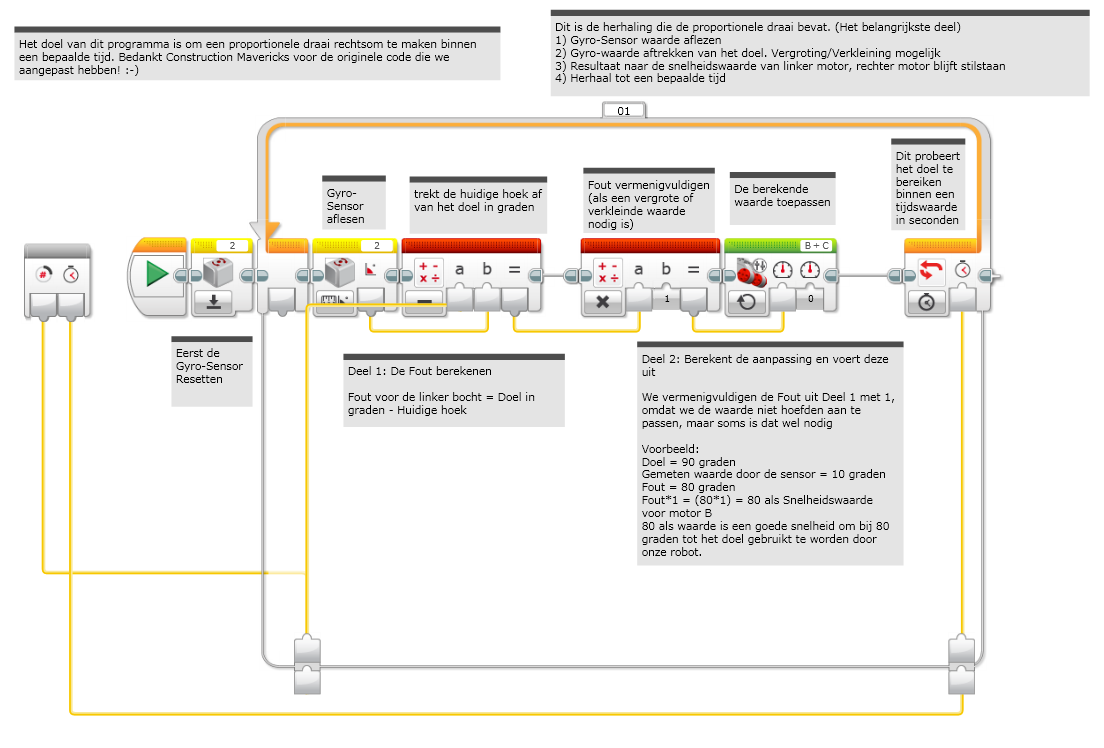 Het doel van dit programma is om een proportionele draai rechtsom te maken binnen
een bepaalde tijd. Bedankt Construction Mavericks voor de originele code die we
aangepast hebben! :-)
Dit is de herhaling die de proportionele draai bevat. (Het belangrijkste deel)
1) Gyro-Sensor waarde aflezen
2) Gyro-waarde aftrekken van het doel. Vergroting/Verkleining mogelijk
3) Resultaat naar de snelheidswaarde van linker motor, rechter motor blijft stilstaan
4) Herhaal tot een bepaalde tijd
01
Gyro-
Sensor
aflesen
trekt de huidige hoek af
van het doel in graden
Fout vermenigvuldigen
(als een vergrote of
verkleinde waarde
nodig is)
De berekende
waarde toepassen
Dit probeert
het doel te
bereiken
binnen een
tijdswaarde
in seconden
2
2
B + C
#
a b =
a b =
1
0
Eerst de
Gyro-Sensor
Resetten
Deel 1: De Fout berekenen
Fout voor de linker bocht = Doel in
graden - Huidige hoek
Deel 2: Berekent de aanpassing en voert deze
uit
We vermenigvuldigen de Fout uit Deel 1 met 1,
omdat we de waarde niet hoefden aan te
passen, maar soms is dat wel nodig
Voorbeeld:
Doel = 90 graden
Gemeten waarde door de sensor = 10 graden
Fout = 80 graden
Fout*1 = (80*1) = 80 als Snelheidswaarde
voor motor B
80 als waarde is een goede snelheid om bij 80
graden tot het doel gebruikt te worden door
onze robot.